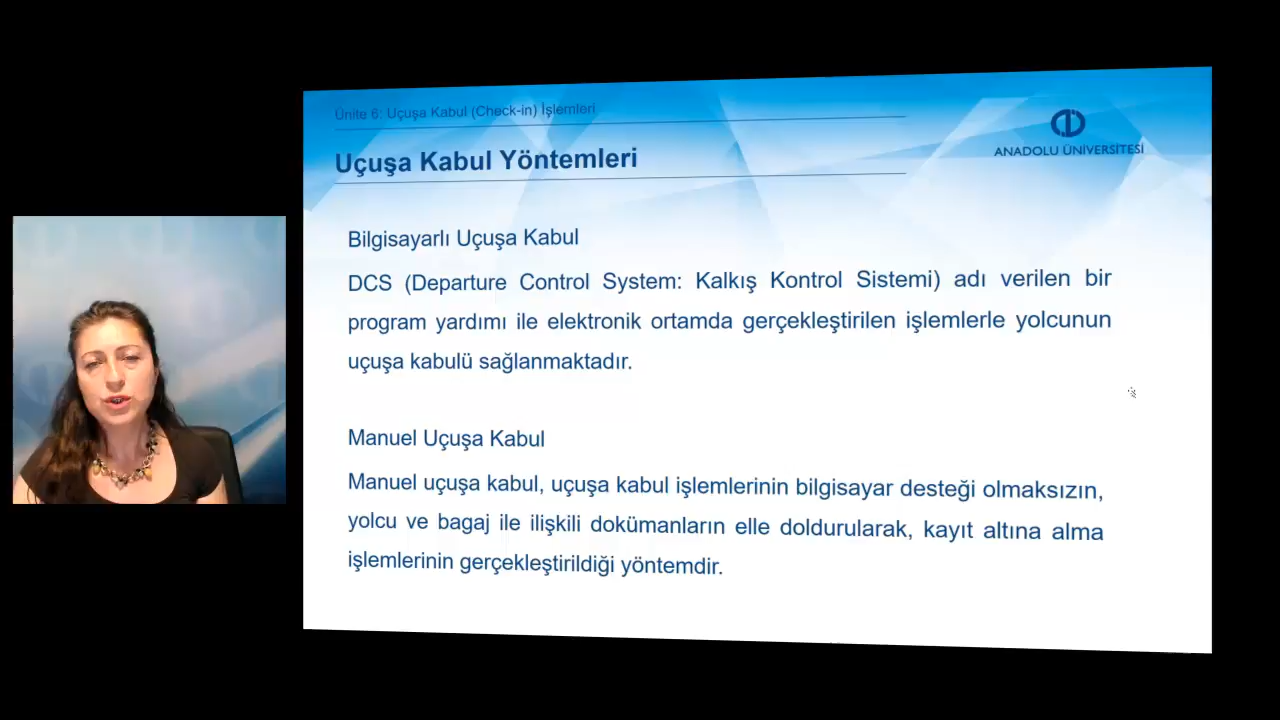 Ünite 6: Uçuşa Kabul (Check-in) İşlemleri
Uçuşa Kabul Yöntemleri
ANADOLU ÜNİVERSİTESİ
Bilgisayarlı Uçuşa Kabul
DCS (Departure Control System: Kalkış Kontrol Sistemi) adı verilen bir
program yardımı ile elektronik ortamda gerçekleştirilen işlemlerle yolcunun
uçuşa kabulü sağlanmaktadır.
Manuel Uçuşa Kabul
Manuel uçuşa kabul, uçuşa kabul işlemlerinin bilgisayar desteği olmaksızın,
yolcu ve bagaj ile ilişkili dokümanların elle doldurularak, kayıt altına alma
işlemlerinin gerçekleştirildiği yöntemdir.